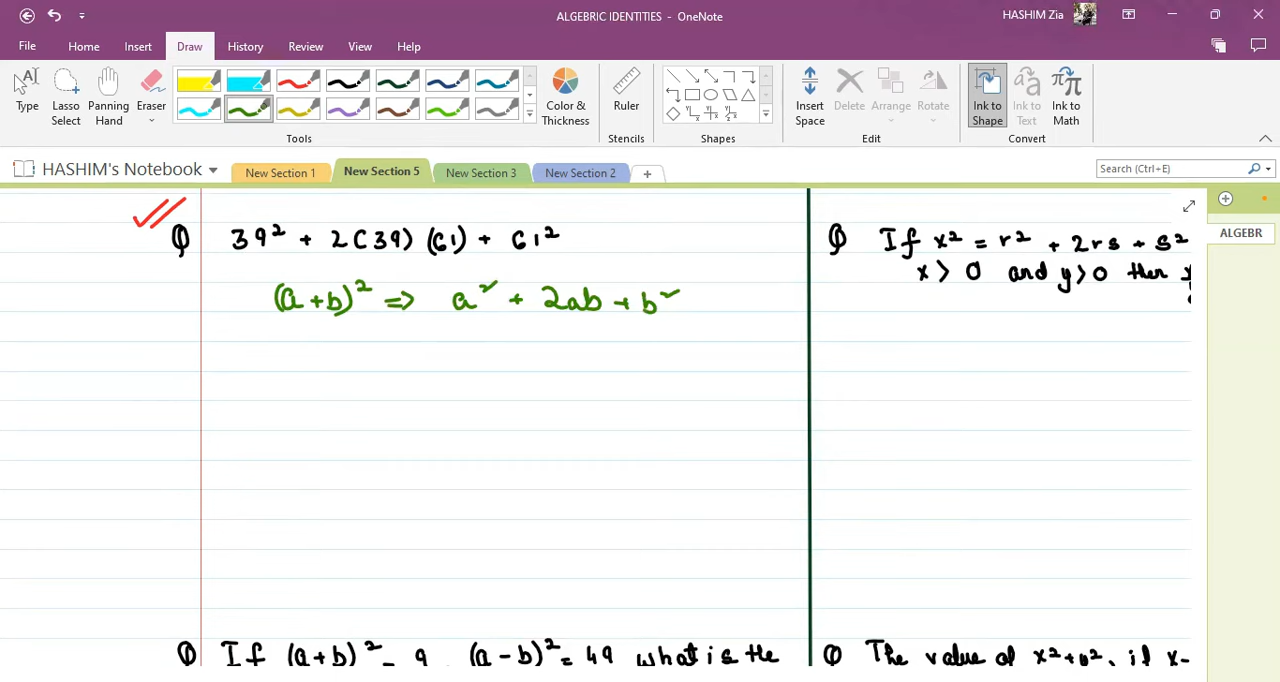 ALGEBRIC IDENTITIES - OneNote
HASHIM Zia
File Home Insert Draw History Review View Help
Type
Lasso Select
Panning Hand
Eraser
Color & Thickness
Ruler
Insert Space
Delete
Arrange
Rotate
Ink to Shape
Ink to Text
Ink to Math
Tools
Stencils
Shapes
Edit
Convert
HASHIM's Notebook
New Section 1
New Section 5
New Section 3
New Section 2
+
Search (Ctrl+E)
ALGEBR
Q 39² + 2(39)(61) + 61²
(a+b)² => a² + 2ab + b²
Q If x² = r² + 2rs + s²
x > 0 and y > 0 then
Q If (a+b)² = 9 (a-b)² = 49 what is the
Q The value of x²+